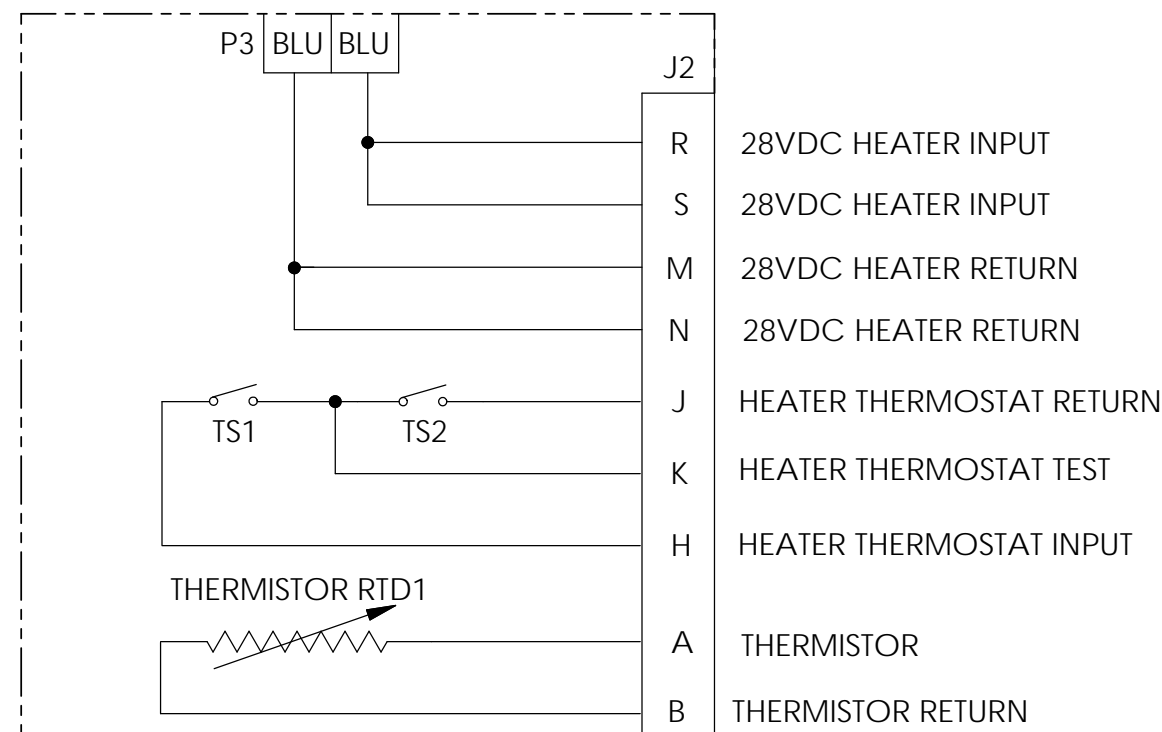 P3 BLU BLU
J2
R 28VDC HEATER INPUT
S 28VDC HEATER INPUT
M 28VDC HEATER RETURN
N 28VDC HEATER RETURN
J HEATER THERMOSTAT RETURN
TS1 TS2
K HEATER THERMOSTAT TEST
H HEATER THERMOSTAT INPUT
THERMISTOR RTD1
A THERMISTOR
B THERMISTOR RETURN